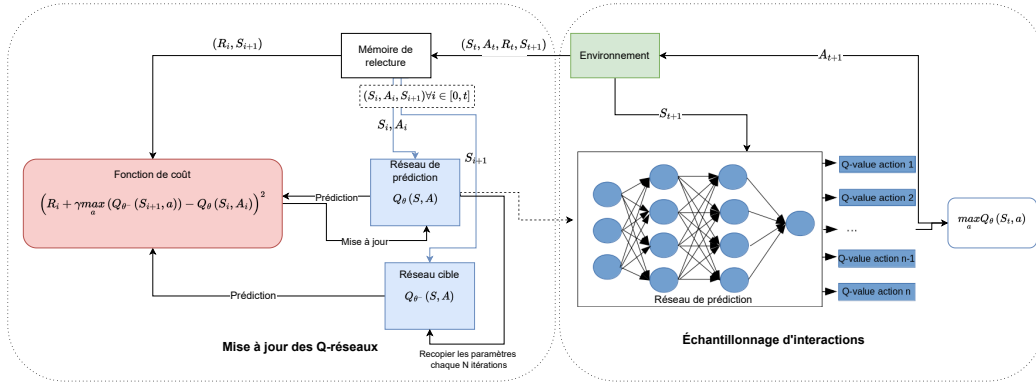 (R_i, S_{i+1})
Mémoire de
relecture
(S_t, A_t, R_t, S_{t+1})
Environnement
A_{t+1}
(S_i, A_i, S_{i+1})∀i ∈ [0, t]
S_i, A_i
S_{i+1}
S_{t+1}
Fonction de coût
(R_i + γmax_a (Q_{θ⁻} (S_{i+1}, a)) − Q_θ (S_i, A_i))^2
Prédiction
Mise à jour
Réseau de
prédiction
Q_θ (S, A)
Réseau cible
Q_{θ⁻} (S, A)
Prédiction
Recopier les paramètres
chaque N itérations
Mise à jour des Q-réseaux
Réseau de prédiction
Q-value action 1
Q-value action 2
...
Q-value action n-1
Q-value action n
max_a Q_θ (S_t, a)
Échantillonnage d'interactions